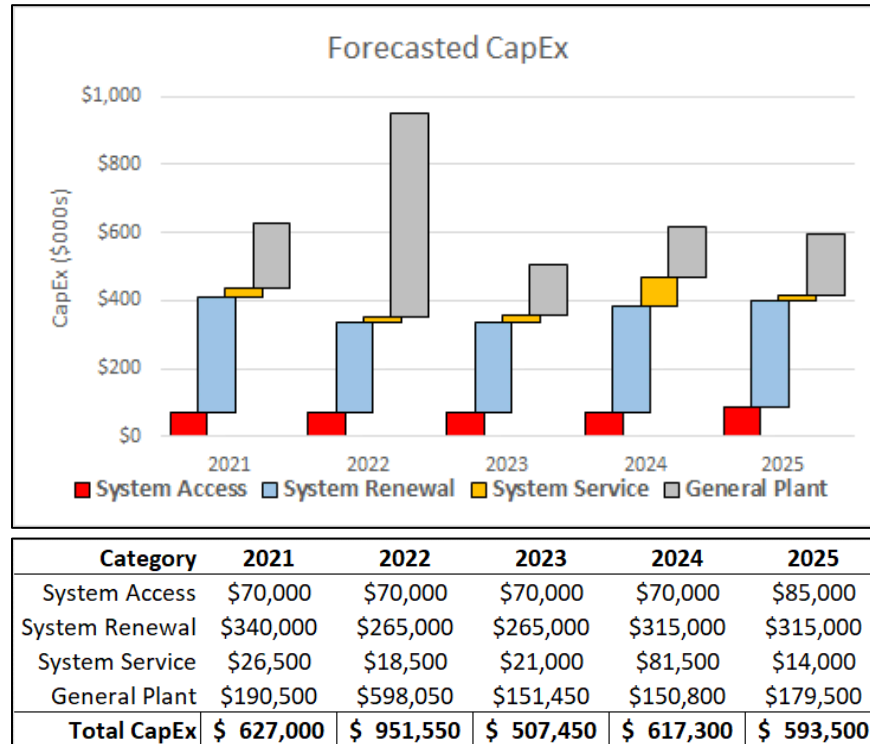 Forecasted CapEx
$1,000
$800
$600
$400
$200
$0
CapEx ($000s)
2021 2022 2023 2024 2025
System Access System Renewal System Service General Plant
Category 2021 2022 2023 2024 2025
System Access $70,000 $70,000 $70,000 $70,000 $85,000
System Renewal $340,000 $265,000 $265,000 $315,000 $315,000
System Service $26,500 $18,500 $21,000 $81,500 $14,000
General Plant $190,500 $598,050 $151,450 $150,800 $179,500
Total CapEx $ 627,000 $ 951,550 $ 507,450 $ 617,300 $ 593,500